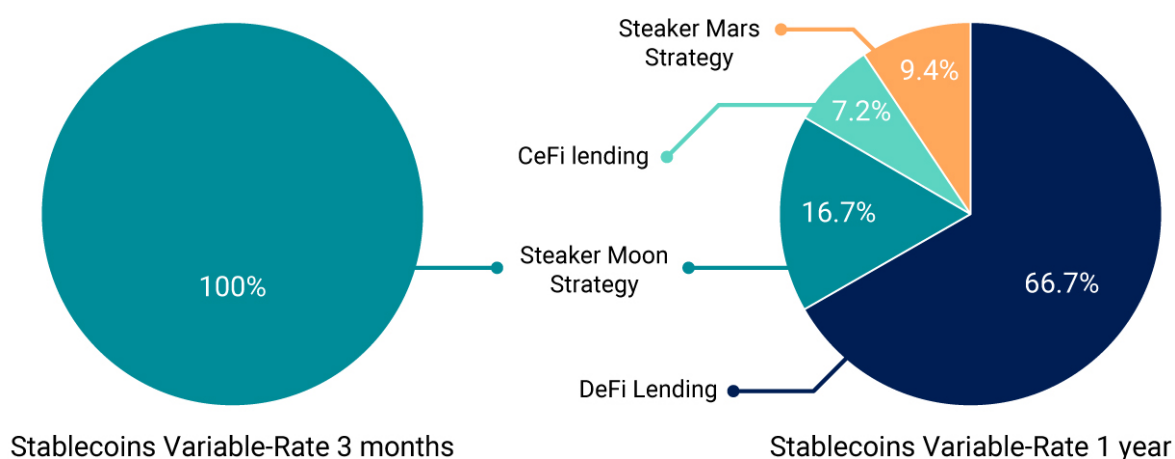 Steaker Mars
Strategy
9.4%
7.2%
CeFi lending
16.7%
Steaker Moon
Strategy
100%
66.7%
DeFi Lending
Stablecoins Variable-Rate 3 months
Stablecoins Variable-Rate 1 year